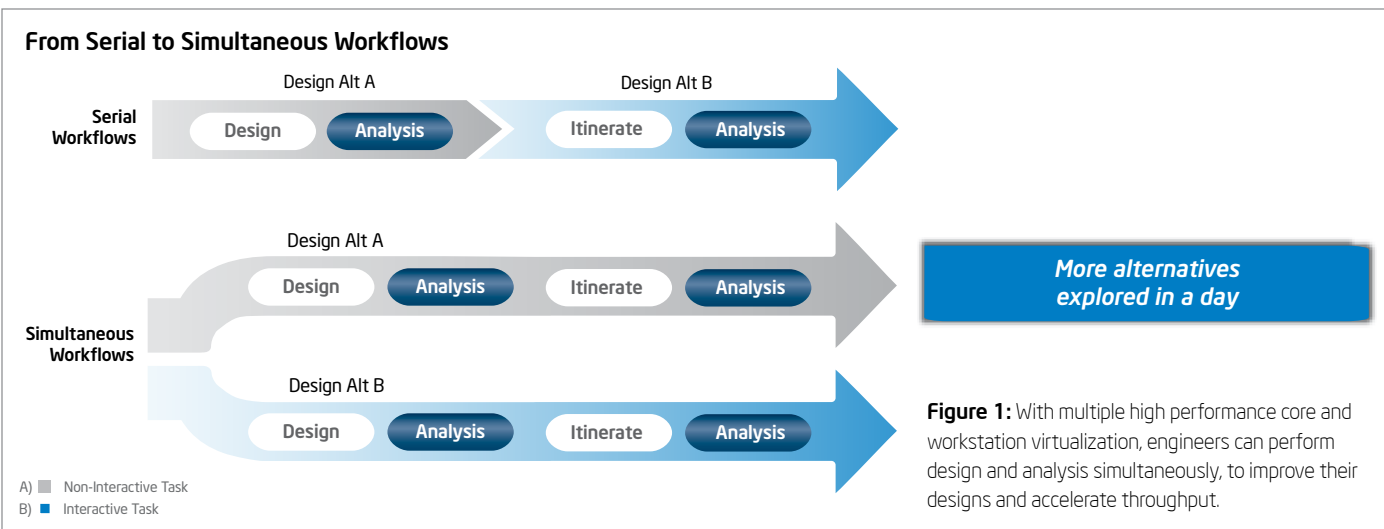 From Serial to Simultaneous Workflows
Design Alt A
Design Alt B
Serial
Workflows
Design
Analysis
Itinerate
Analysis
Simultaneous
Workflows
Design Alt A
Design
Analysis
Itinerate
Analysis
Design Alt B
Design
Analysis
Itinerate
Analysis
A) Non-Interactive Task
B) Interactive Task
More alternatives
explored in a day
Figure 1: With multiple high performance core and
workstation virtualization, engineers can perform
design and analysis simultaneously, to improve their
designs and accelerate throughput.